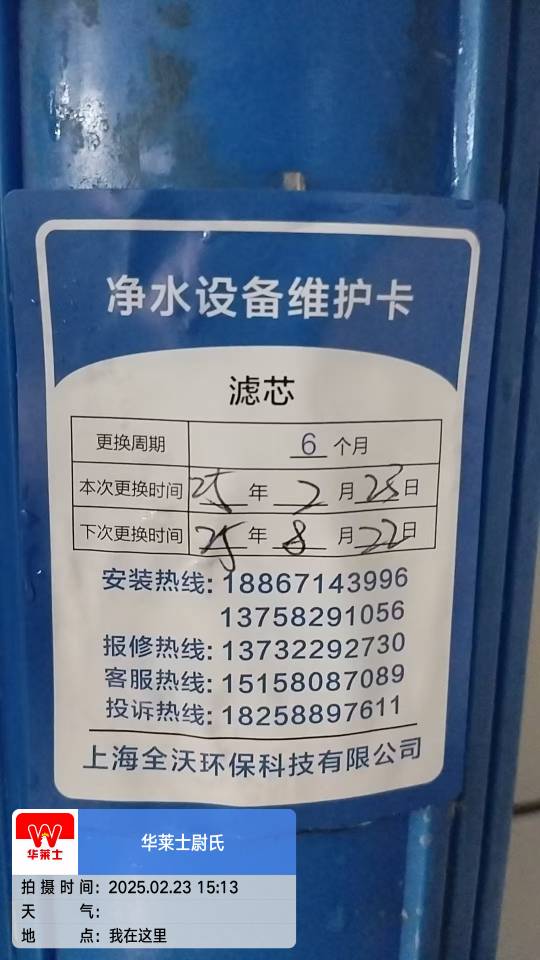 净水设备维护卡
滤芯
更换周期 6 个月
本次更换时间 25 年 2 月 23 日
下次更换时间 25 年 8 月 22 日
安装热线: 18867143996
13758291056
报修热线: 13732292730
客服热线: 15158087089
投诉热线: 18258897611
上海全沃环保科技有限公司
华莱士
华莱士尉氏
拍摄时间: 2025.02.23 15:13
天气:
地点: 我在这里